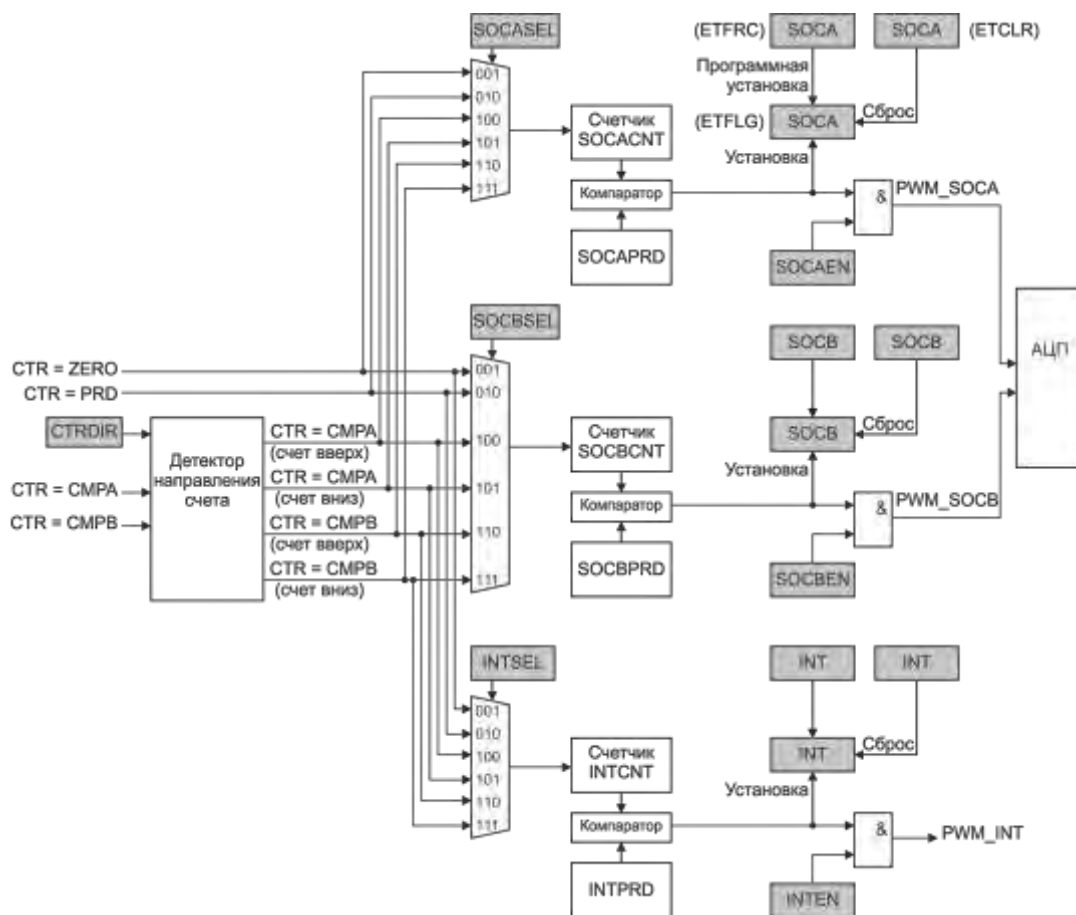 SOCASEL
(ETFRC)
SOCA
SOCA
(ETCLR)
Программная
установка
001
010
100
101
110
111
Счетчик
SOCACNT
(ETFLG)
SOCA
Сброс
Установка
Компаратор
&
PWM_SOCA
SOCAPRD
SOCAEN
SOCBSEL
SOCB
SOCB
АЦП
CTR = ZERO
CTR = PRD
001
010
100
101
110
111
CTRDIR
CTR = CMPA
CTR = CMPB
Детектор
направления
счета
CTR = CMPA
(счет вверх)
CTR = CMPA
(счет вниз)
CTR = CMPB
(счет вверх)
CTR = CMPB
(счет вниз)
Счетчик
SOCBCNT
SOCB
Сброс
Установка
Компаратор
&
PWM_SOCB
SOCBPRD
SOCBEN
INTSEL
INT
INT
001
010
100
101
110
111
Счетчик
INTCNT
INT
Сброс
Установка
Компаратор
&
PWM_INT
INTPRD
INTEN